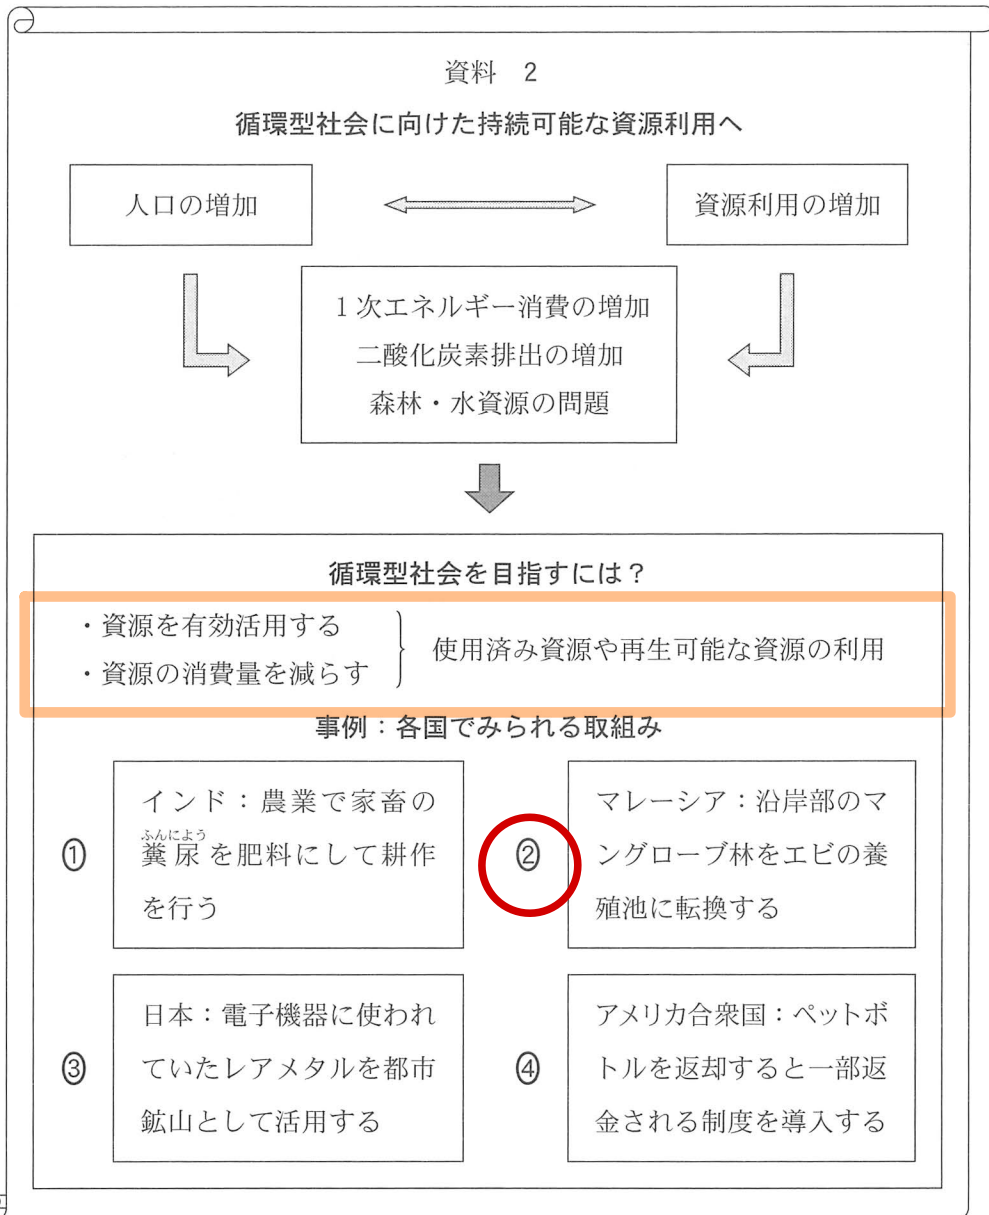 資料 2
循環型社会に向けた持続可能な資源利用へ
人口の増加
資源利用の増加
1次エネルギー消費の増加
二酸化炭素排出の増加
森林・水資源の問題
循環型社会を目指すには？
・資源を有効活用する
・資源の消費量を減らす
使用済み資源や再生可能な資源の利用
事例：各国でみられる取組み
①
インド：農業で家畜の
ふんにょう
糞尿を肥料にして耕作
を行う
②
マレーシア：沿岸部のマ
ングローブ林をエビの養
殖池に転換する
③
日本：電子機器に使われ
ていたレアメタルを都市
鉱山として活用する
④
アメリカ合衆国：ペットボ
トルを返却すると一部返
金される制度を導入する